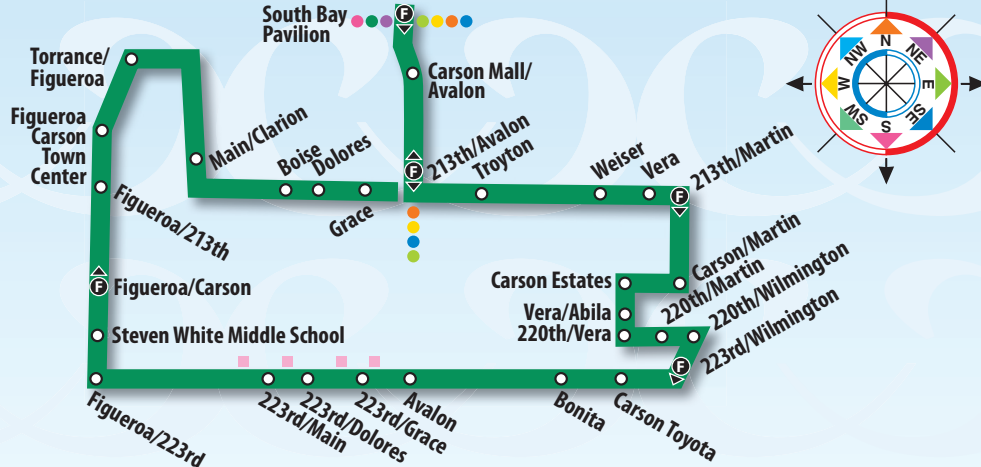 South Bay
Pavilion
F
Torrance/
Figueroa
Carson Mall/
Avalon
Figueroa
Carson
Town
Center
Main/Clarion
Boise
Dolores
Grace
F
213th/Avalon
Troyton
Weiser
Vera
F
213th/Martin
Figueroa/213th
Carson Estates
Carson/Martin
F
Figueroa/Carson
Vera/Abila
220th/Martin
220th/Wilmington
Steven White Middle School
220th/Vera
F
223rd/Wilmington
Figueroa/223rd
223rd/Main
223rd/Dolores
223rd/Grace
Avalon
Bonita
Carson Toyota
N
NE
E
SE
S
SW
W
NW